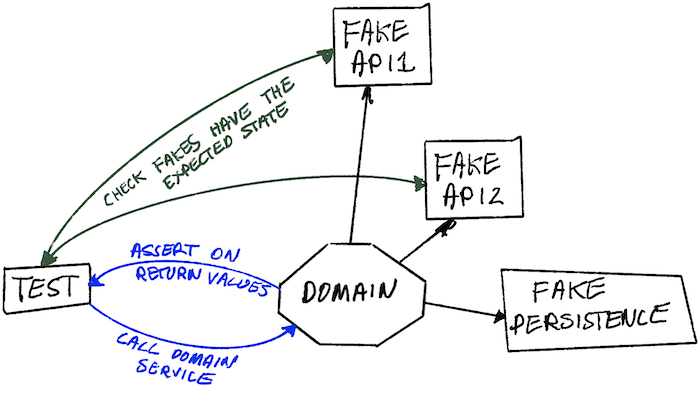 FAKE
API1
CHECK FAKES HAVE THE
EXPECTED STATE
FAKE
API2
ASSERT ON
RETURN VALUES
TEST
DOMAIN
FAKE
PERSISTENCE
CALL DOMAIN
SERVICE